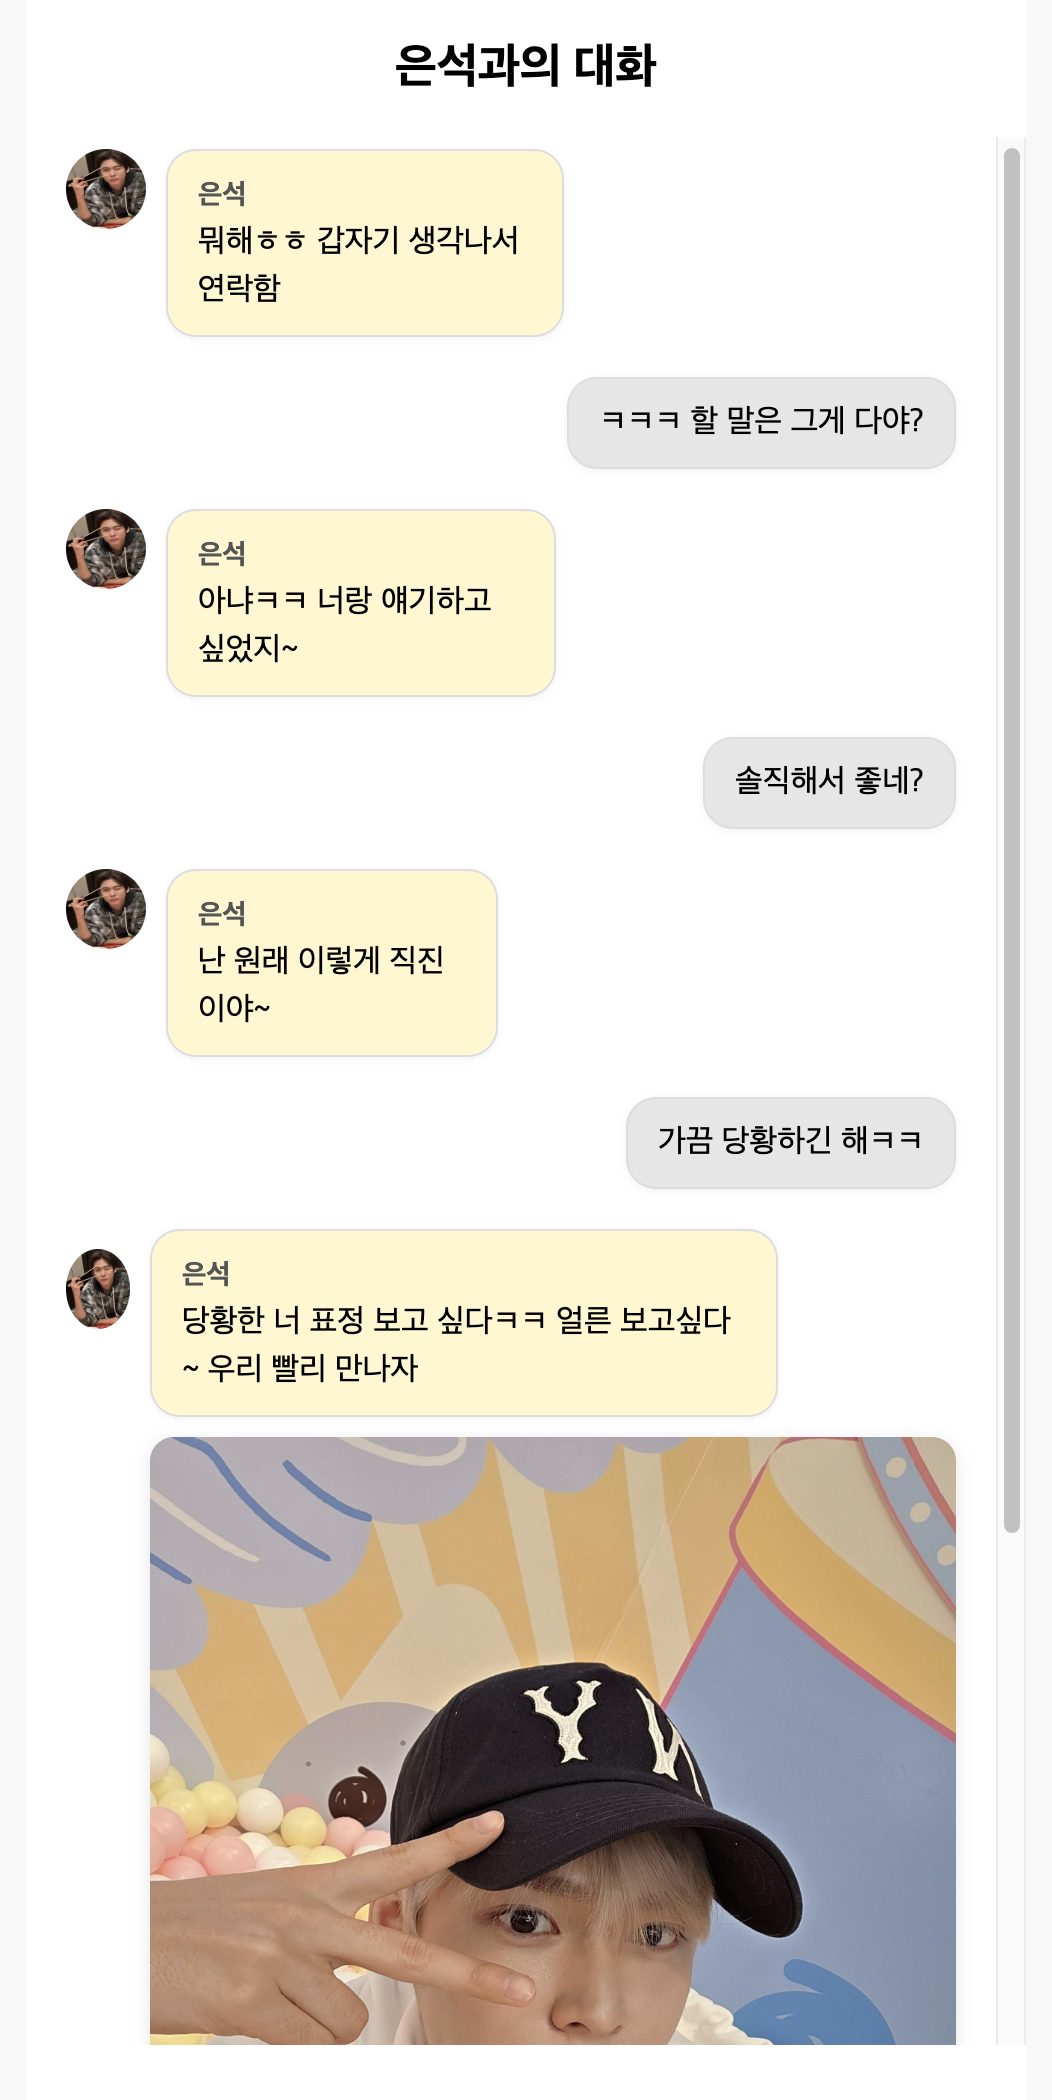 은석과의 대화
은석
뭐해ㅎㅎ 갑자기 생각나서
연락함
ㅋㅋㅋ 할 말은 그게 다야?
은석
아냐ㅋㅋ 너랑 얘기하고
싶었지~
솔직해서 좋네?
은석
난 원래 이렇게 직진
이야~
가끔 당황하긴 해ㅋㅋ
은석
당황한 너 표정 보고 싶다ㅋㅋ 얼른 보고싶다
~ 우리 빨리 만나자
Y